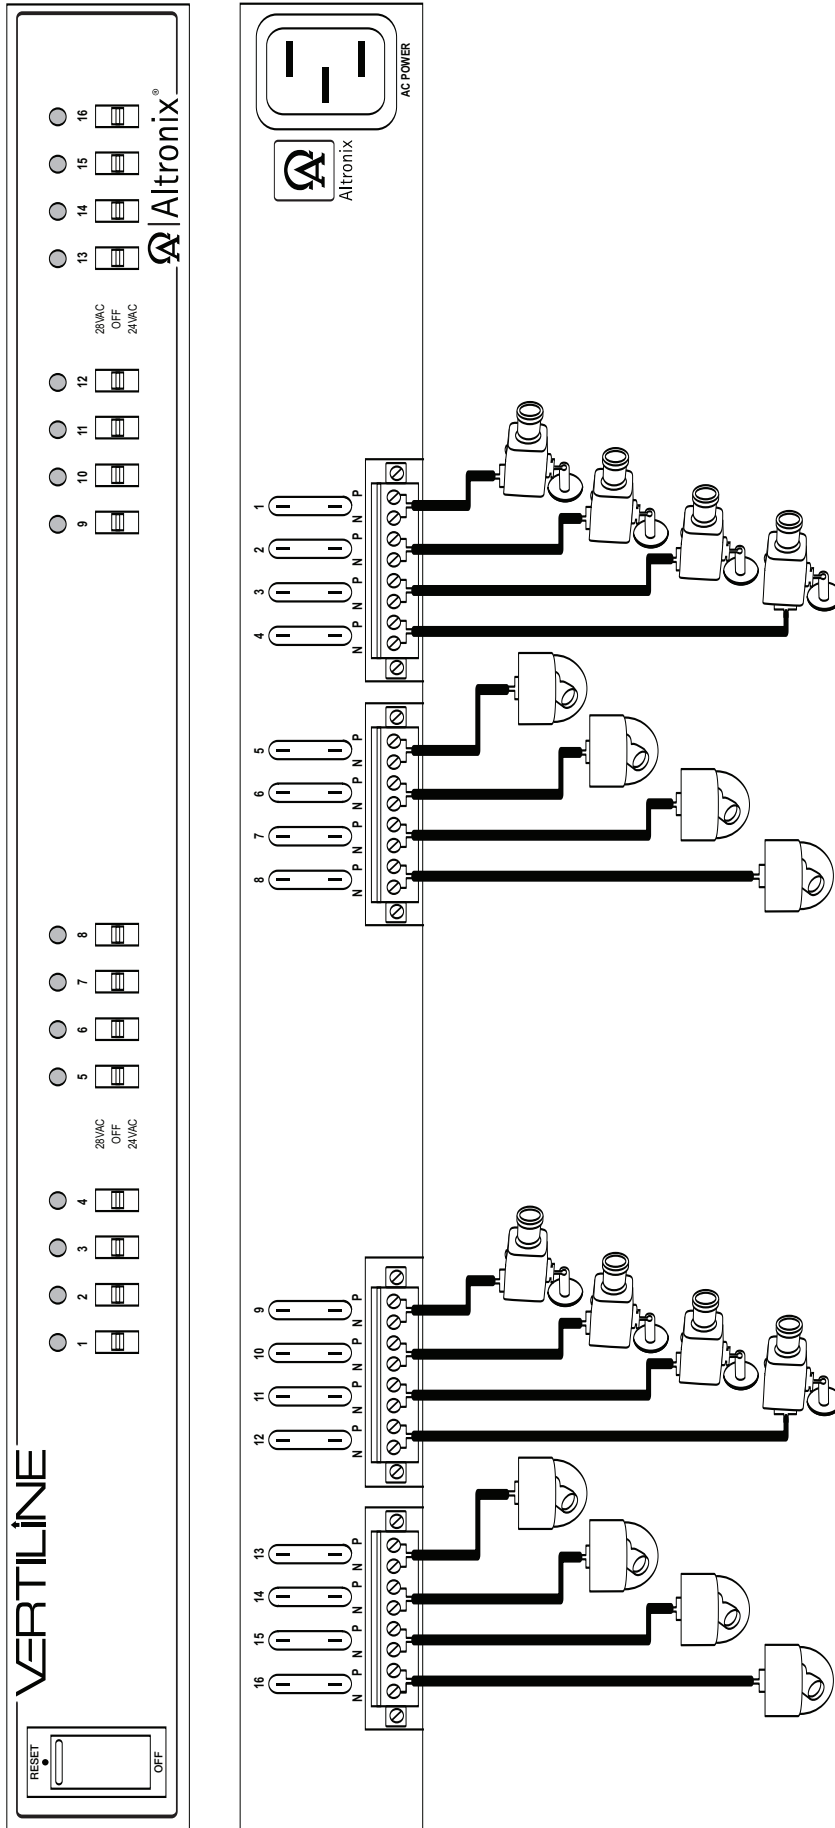 RESET
OFF
VERTILINE
1 2 3 4
28VAC
OFF
24VAC
5 6 7 8
9 10 11 12
28VAC
OFF
24VAC
13 14 15 16
Altronix®
16 15 14 13
N P N P N P N P
12 11 10 9
N P N P N P N P
8 7 6 5
N P N P N P N P
4 3 2 1
N P N P N P N P
Altronix
AC POWER